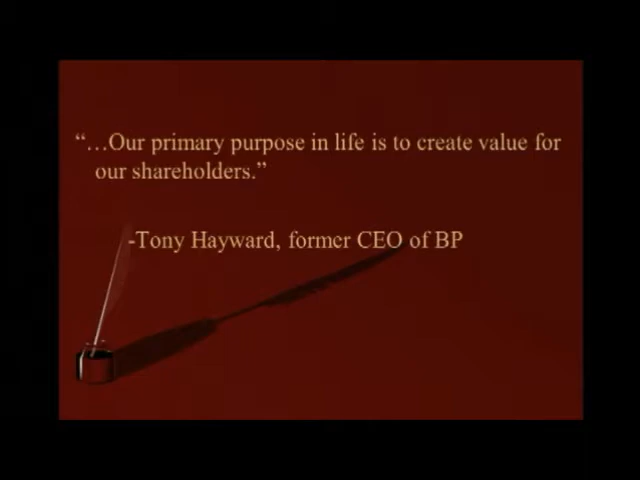 “…Our primary purpose in life is to create value for
our shareholders.”
-Tony Hayward, former CEO of BP